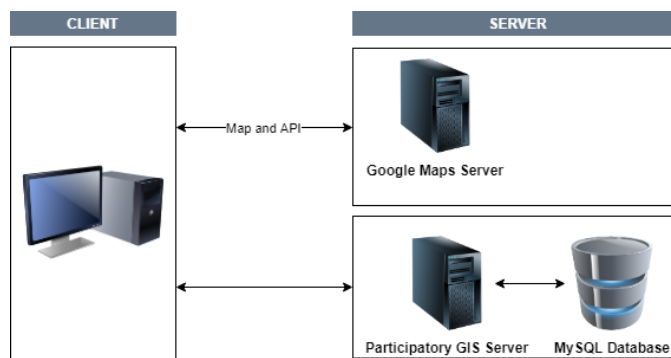 CLIENT
SERVER
Map and API
Google Maps Server
Participatory GIS Server
MySQL Database